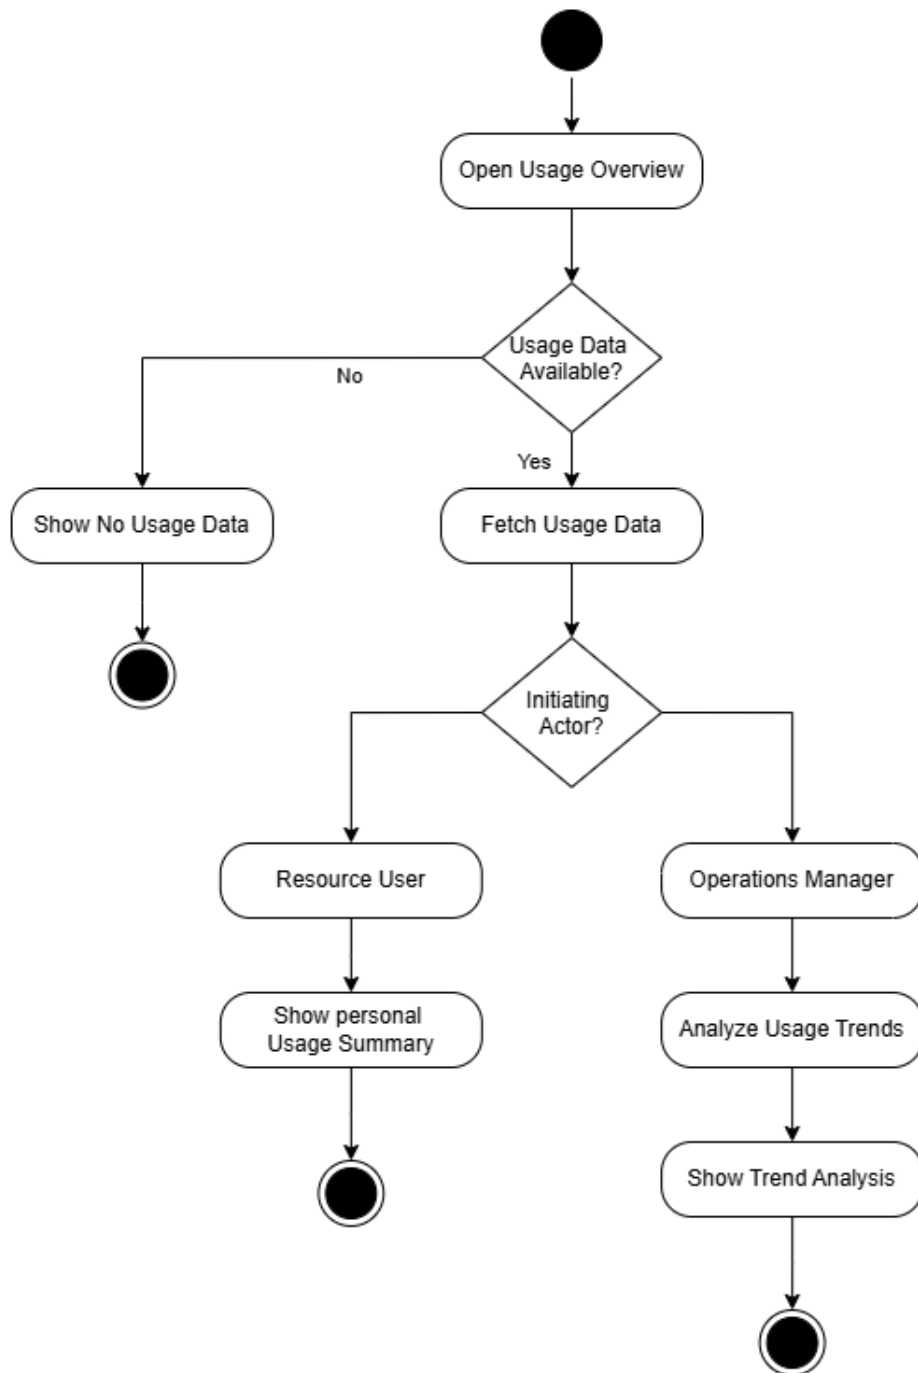 Open Usage Overview
Usage Data
Available?
No
Yes
Show No Usage Data
Fetch Usage Data
Initiating
Actor?
Resource User
Operations Manager
Show personal
Usage Summary
Analyze Usage Trends
Show Trend Analysis